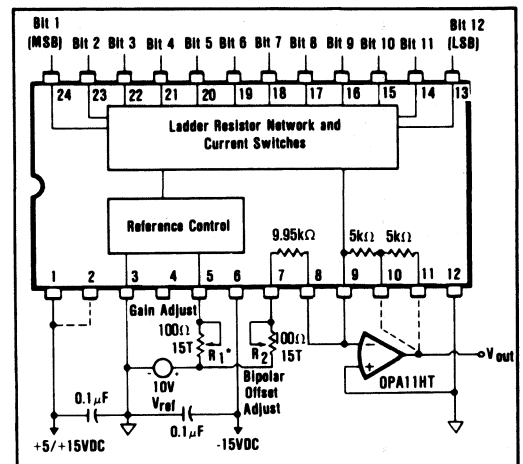 Bit 1
(MSB) Bit 2 Bit 3 Bit 4 Bit 5 Bit 6 Bit 7 Bit 8 Bit 9 Bit 10 Bit 11 Bit 12
(LSB)
24 23 22 21 20 19 18 17 16 15 14 13
Ladder Resistor Network and
Current Switches
Reference Control
9.95kΩ 5kΩ 5kΩ
1 2 3 4 5 6 7 8 9 10 11 12
Gain Adjust
100Ω
15T
R1*
R2
100Ω
15T
10V
Vref
Bipolar
Offset
Adjust
- +
OPA11HT
Vout
0.1μF
0.1μF
+5/+15VDC
-15VDC